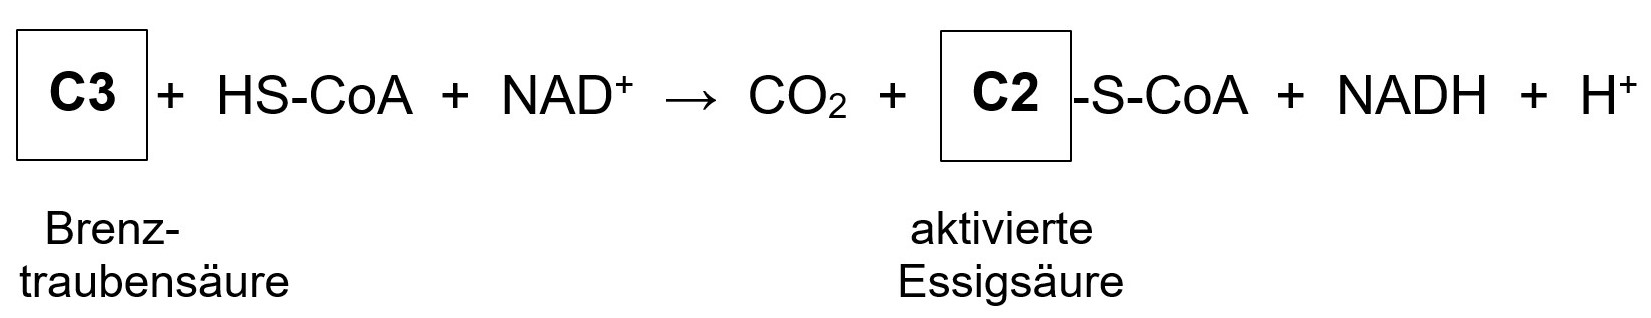 C3 + HS-CoA + NAD⁺ → CO₂ + C2 -S-CoA + NADH + H⁺
Brenz- aktivierte
traubensäure Essigsäure